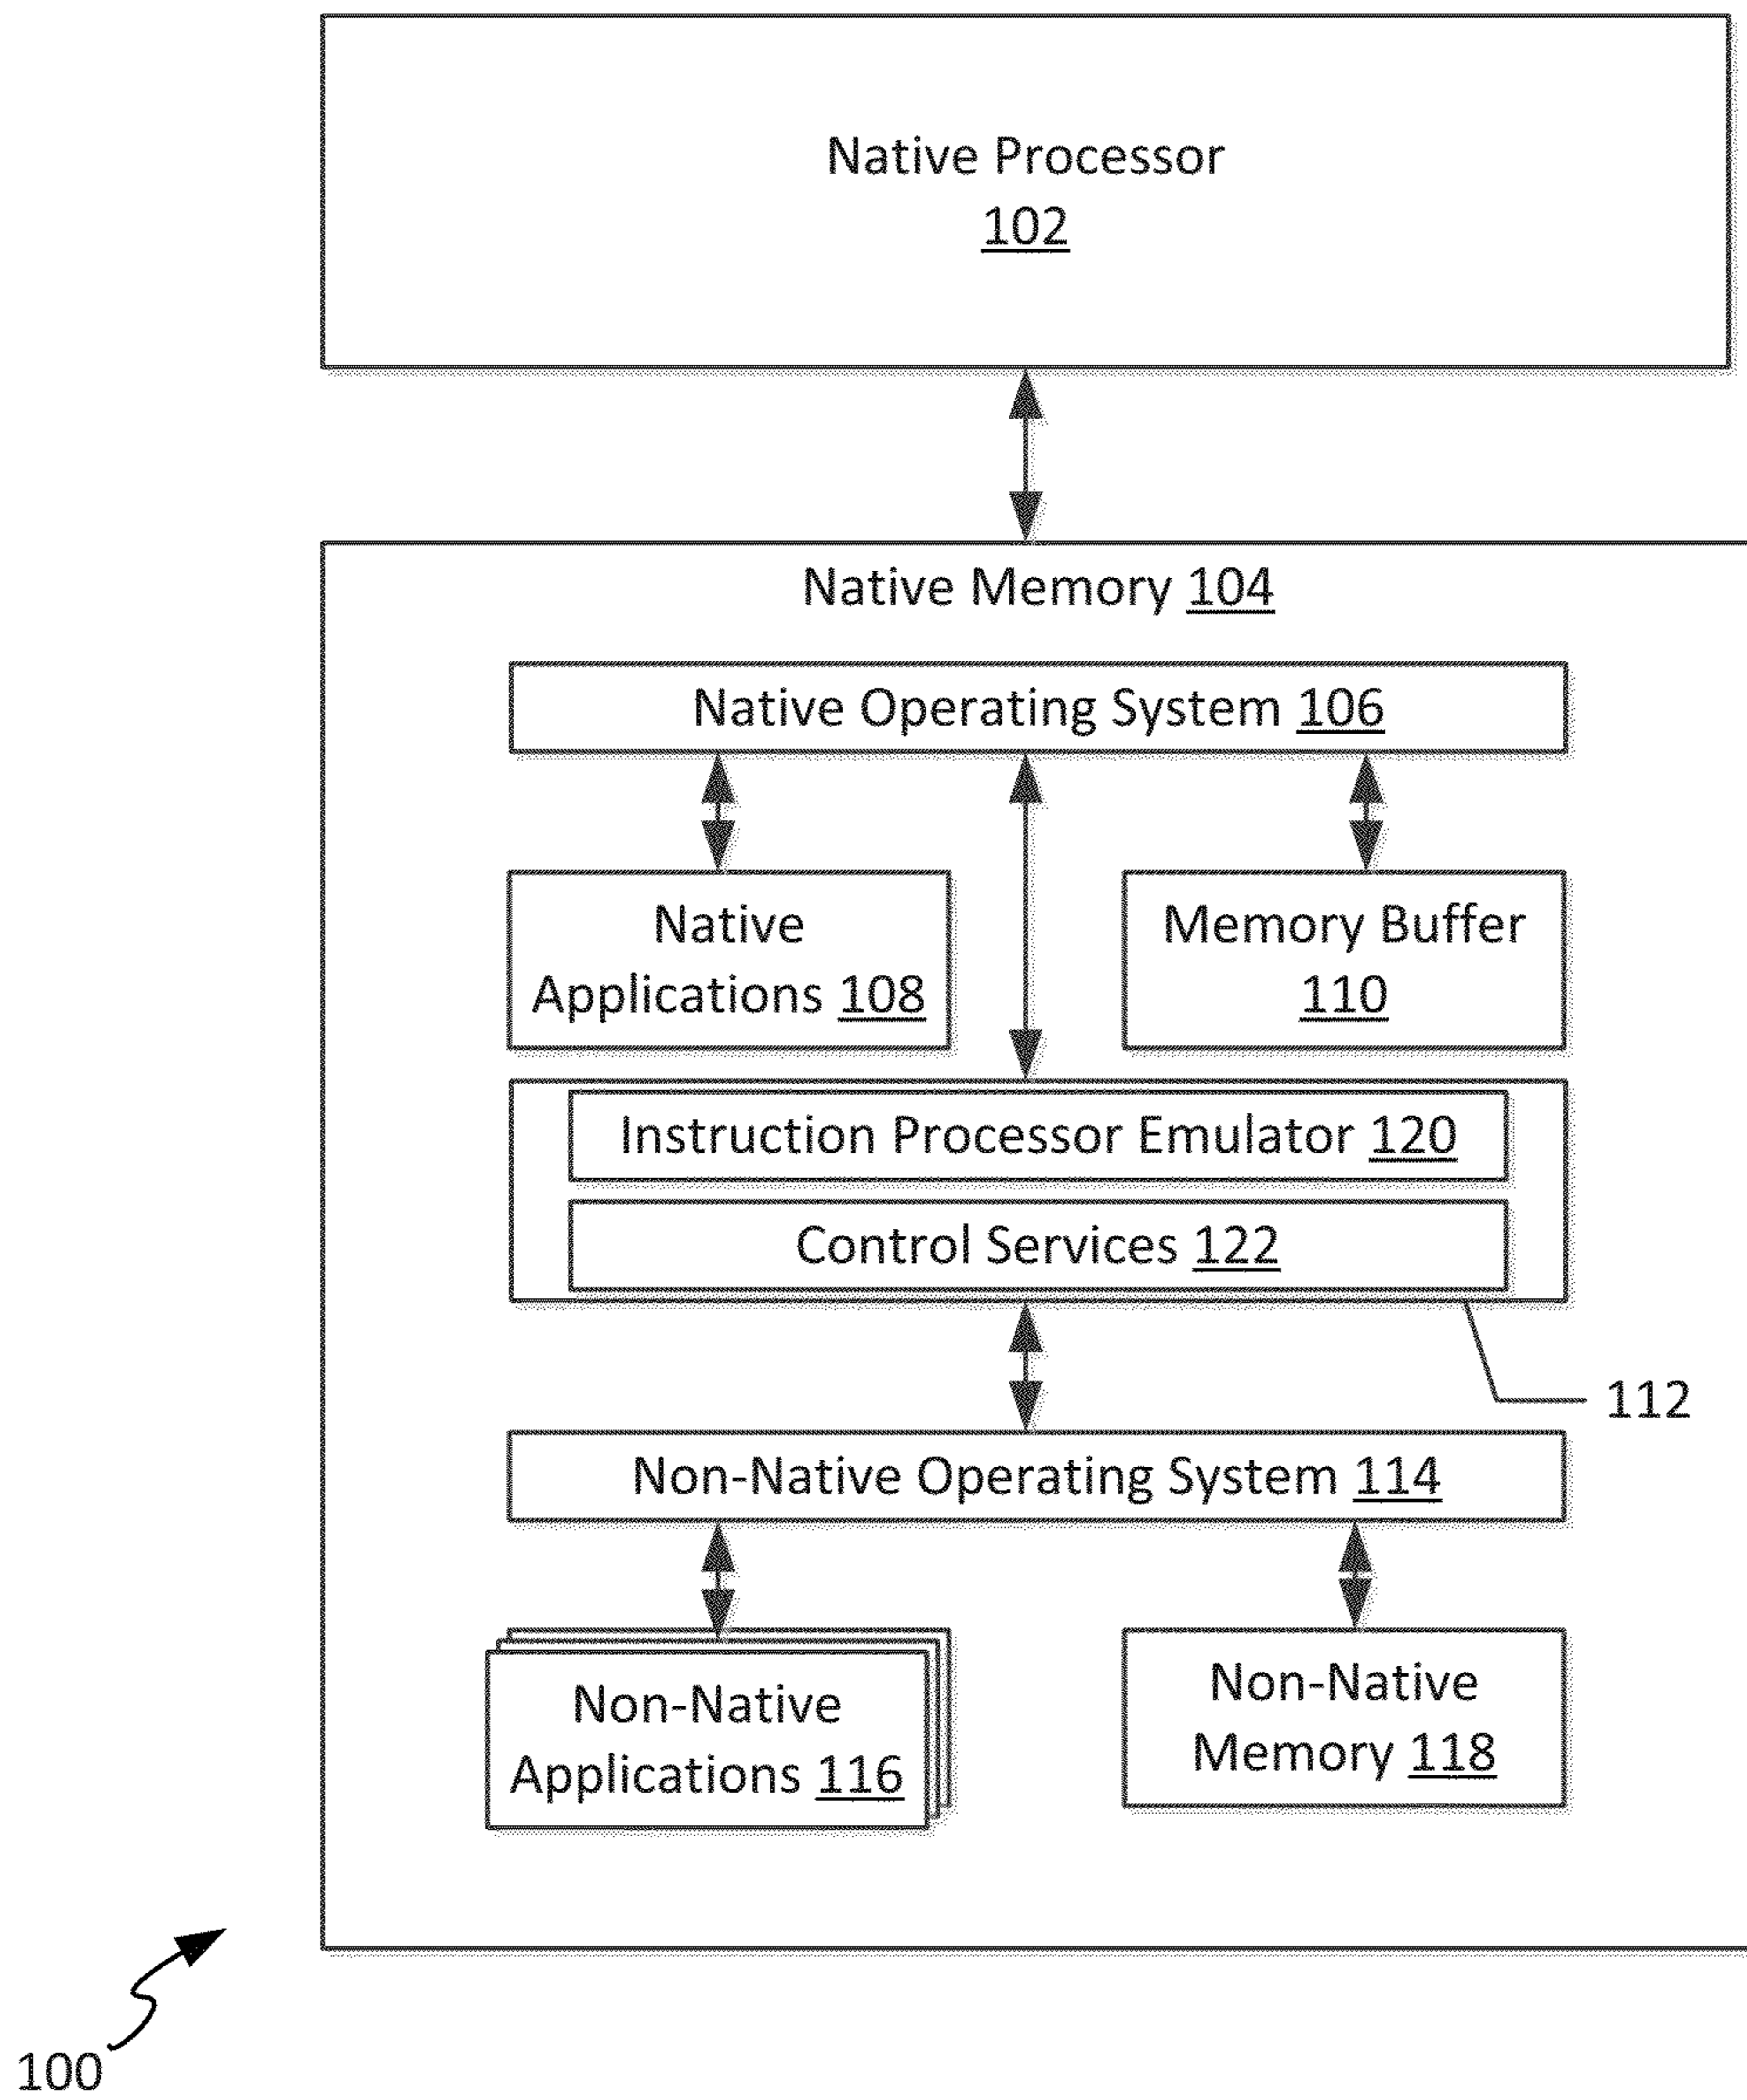 Native Processor
102
Native Memory 104
Native Operating System 106
Native
Applications 108
Memory Buffer
110
Instruction Processor Emulator 120
Control Services 122
112
Non-Native Operating System 114
Non-Native
Applications 116
Non-Native
Memory 118
100